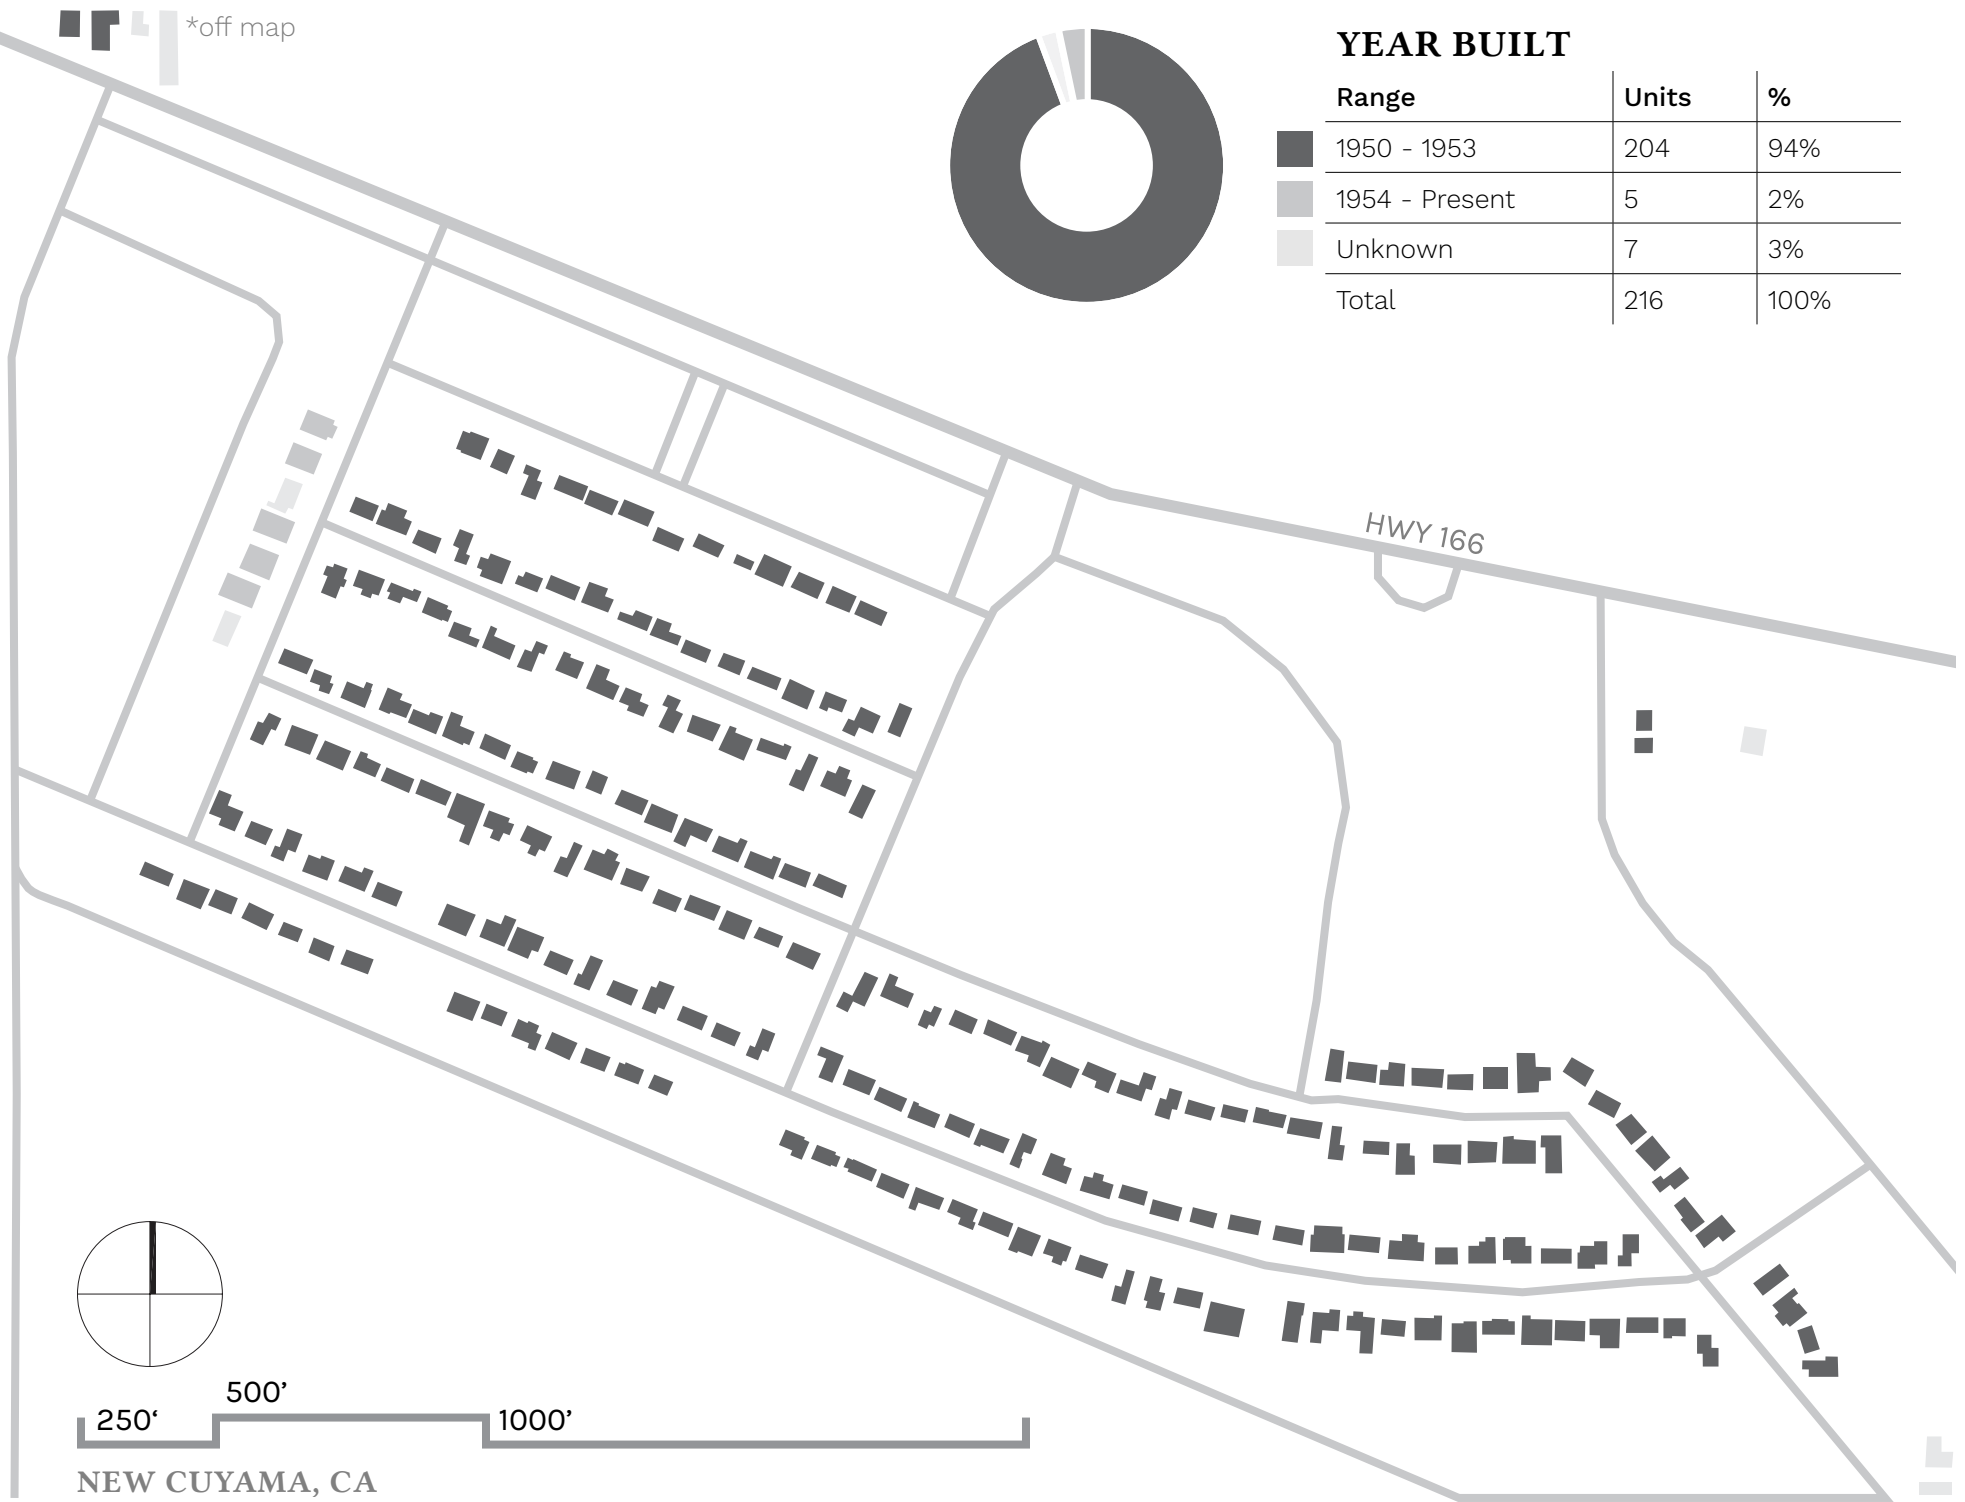 *off map
YEAR BUILT
Range Units %
1950 - 1953 204 94%
1954 - Present 5 2%
Unknown 7 3%
Total 216 100%
HWY 166
500’
250‘ 1000’
NEW CUYAMA, CA